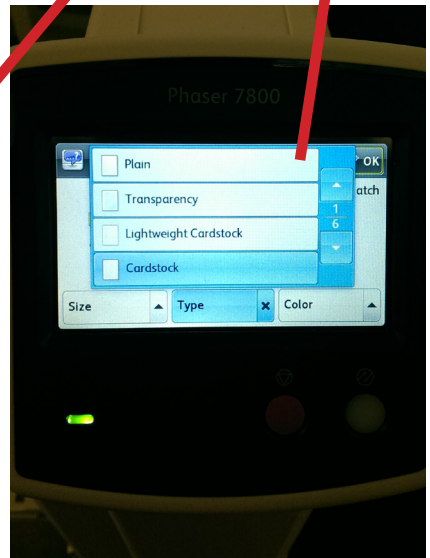 Phaser 7800
Plain
OK
Transparency
atch
1
6
Lightweight Cardstock
Cardstock
Size
Type
Color